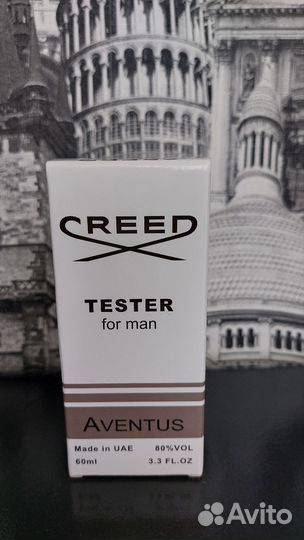 CREED
TESTER
for man
AVENTUS
Made in UAE 80%VOL
60ml 3.3 FL.OZ
Avito